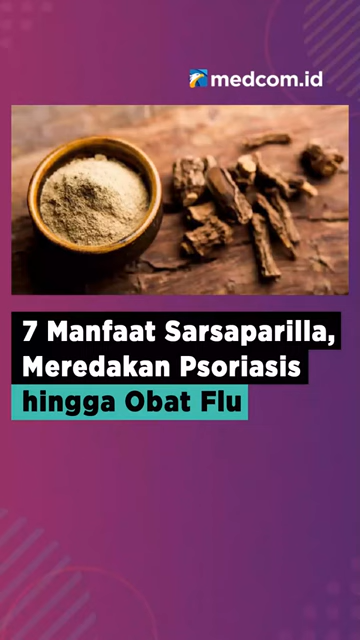 medcom.id
7 Manfaat Sarsaparilla,
Meredakan Psoriasis
hingga Obat Flu